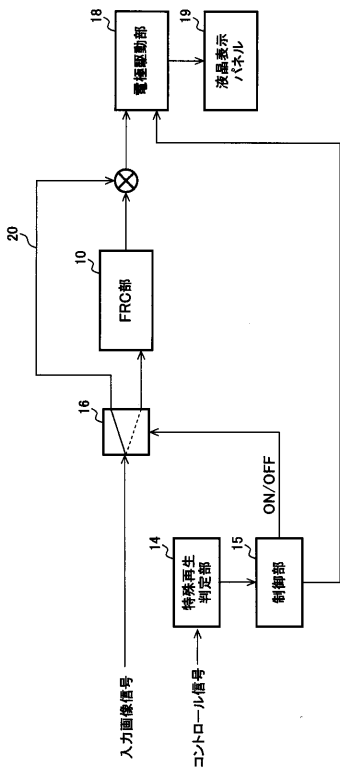 入力画像信号
コントロール信号
14
特殊再生
判定部
15
制御部
ON/OFF
16
20
10
FRC部
18
電極駆動部
19
液晶表示
パネル